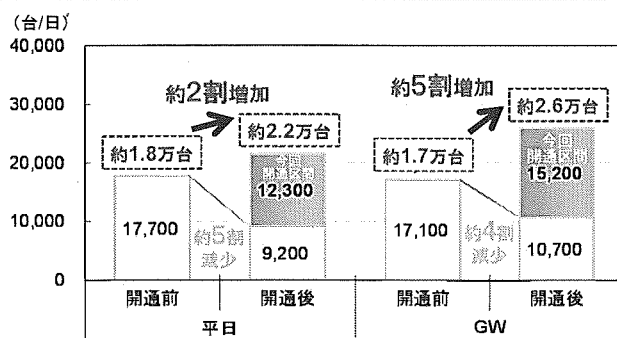 (台/日)
40,000
30,000
20,000
10,000
0
約2割増加
約1.8万台
約2.2万台
今回
開通区間
12,300
17,700
約5割
減少
9,200
開通前
開通後
平日
約5割増加
約1.7万台
約2.6万台
今回
開通区間
15,200
17,100
約4割
減少
10,700
開通前
開通後
GW